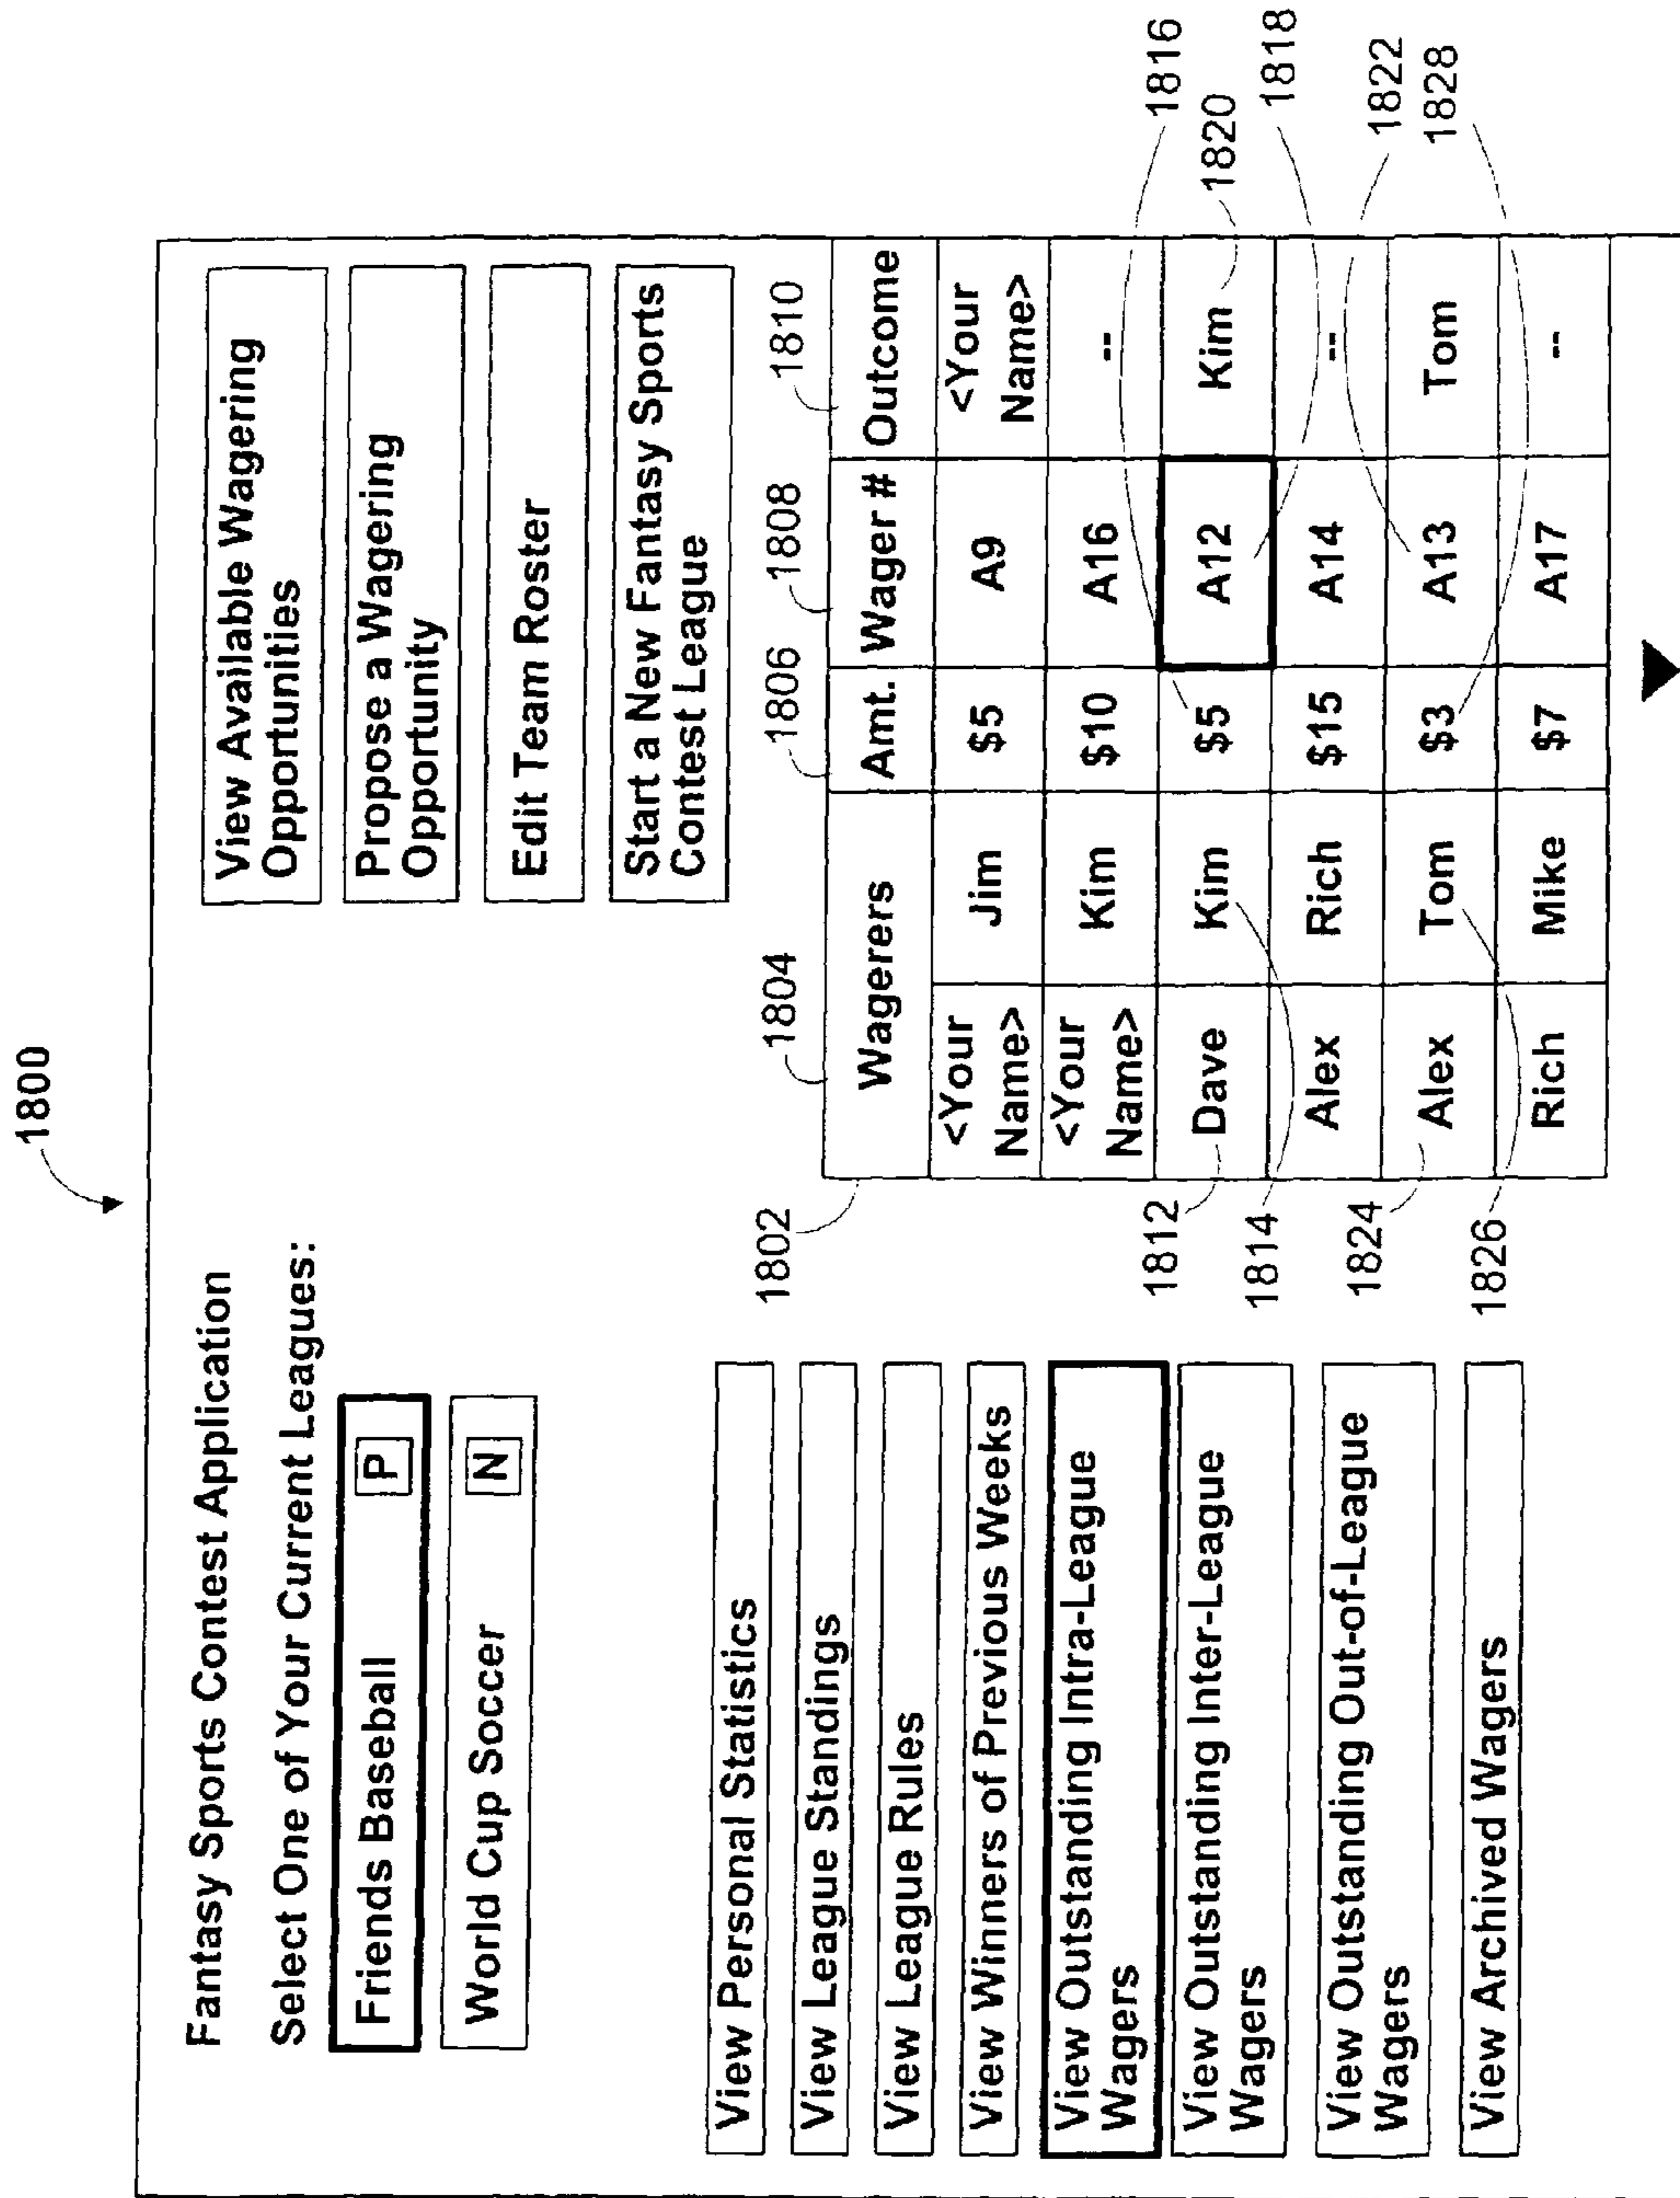 1800
Fantasy Sports Contest Application
Select One of Your Current Leagues:
Friends Baseball P
World Cup Soccer N
View Available Wagering
Opportunities
Propose a Wagering
Opportunity
Edit Team Roster
Start a New Fantasy Sports
Contest League
View Personal Statistics
View League Standings
View League Rules
View Winners of Previous Weeks
View Outstanding Intra-League
Wagers
View Outstanding Inter-League
Wagers
View Outstanding Out-of-League
Wagers
View Archived Wagers
1802
1804
1806
1808
1810
Wagerers Amt. Wager # Outcome
<Your
Name> Jim $5 A9 <Your
Name>
<Your
Name> Kim $10 A16 --
Dave Kim $5 A12 Kim
Alex Rich $15 A14 --
Alex Tom $3 A13 Tom
Rich Mike $7 A17 --
1812
1814
1824
1826
1816
1820
1818
1822
1828